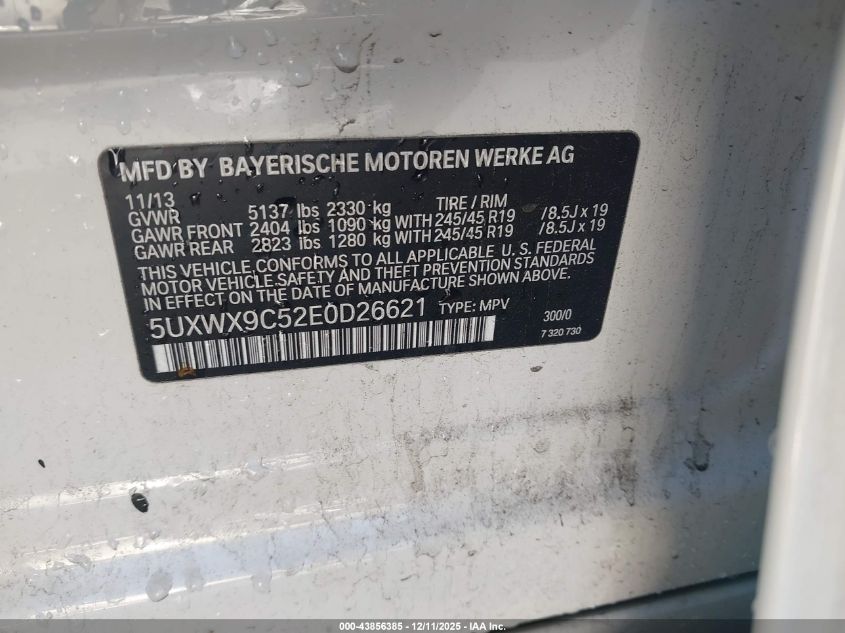 MFD BY BAYERISCHE MOTOREN WERKE AG
11/13 TIRE / RIM
GVWR 5137 lbs 2330 kg
GAWR FRONT 2404 lbs 1090 kg WITH 245/45 R19 /8.5J x 19
GAWR REAR 2823 lbs 1280 kg WITH 245/45 R19 /8.5J x 19
THIS VEHICLE CONFORMS TO ALL APPLICABLE U. S. FEDERAL
MOTOR VEHICLE SAFETY AND THEFT PREVENTION STANDARDS
IN EFFECT ON THE DATE OF MANUFACTURE SHOWN ABOVE.
5UXWX9C52E0D26621 TYPE: MPV 300/0
7 320 730
000-43856385 - 12/11/2025 - IAA Inc.